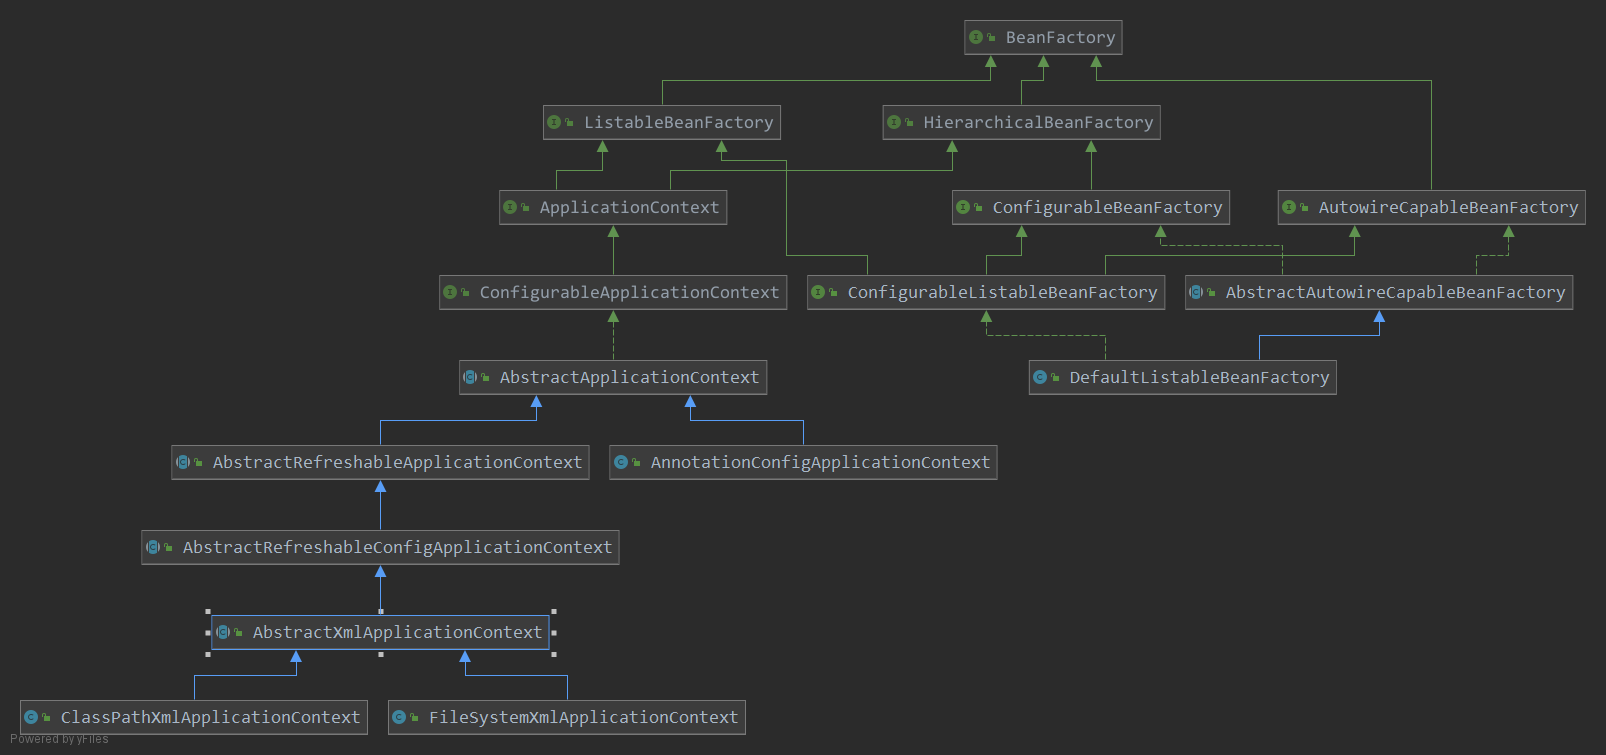 BeanFactory
ListableBeanFactory
HierarchicalBeanFactory
ApplicationContext
ConfigurableBeanFactory
AutowireCapableBeanFactory
ConfigurableApplicationContext
ConfigurableListableBeanFactory
AbstractAutowireCapableBeanFactory
AbstractApplicationContext
DefaultListableBeanFactory
AbstractRefreshableApplicationContext
AnnotationConfigApplicationContext
AbstractRefreshableConfigApplicationContext
AbstractXmlApplicationContext
ClassPathXmlApplicationContext
FileSystemXmlApplicationContext
Powered by yFiles